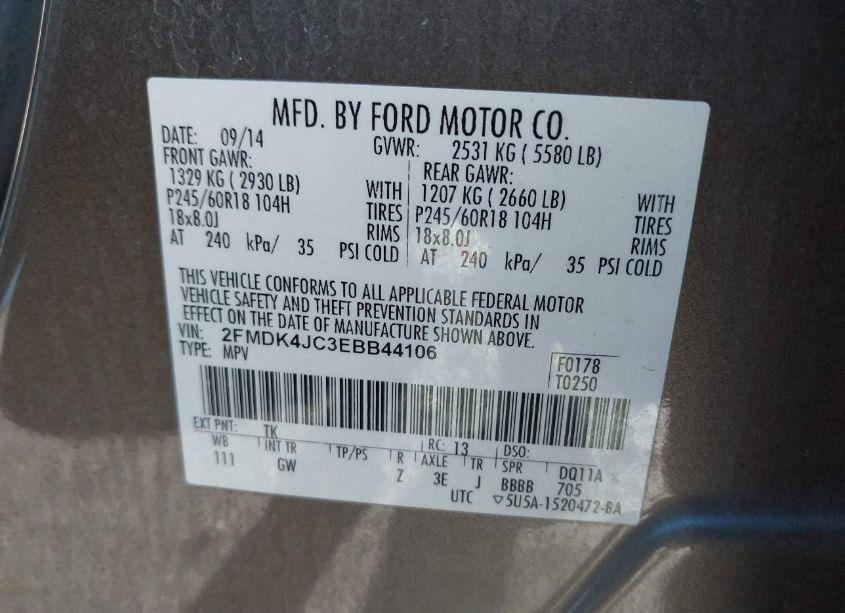 MFD. BY FORD MOTOR CO.
DATE: 09/14 GVWR: 2531 KG ( 5580 LB)
FRONT GAWR: REAR GAWR:
1329 KG ( 2930 LB) WITH 1207 KG ( 2660 LB) WITH
P245/60R18 104H TIRES P245/60R18 104H TIRES
18x8.0J RIMS 18x8.0J RIMS
AT 240 kPa/ 35 PSI COLD AT 240 kPa/ 35 PSI COLD
THIS VEHICLE CONFORMS TO ALL APPLICABLE FEDERAL MOTOR
VEHICLE SAFETY AND THEFT PREVENTION STANDARDS IN
EFFECT ON THE DATE OF MANUFACTURE SHOWN ABOVE.
VIN: 2FMDK4JC3EBB44106
TYPE: MPV
F0178
T0250
EXT PNT: TK RC: 13 DSO:
WB INT TR TP/PS R AXLE TR SPR DQ11A
111 GW Z 3E J BBBB 705
UTC ▽5U5A-1520472-BA